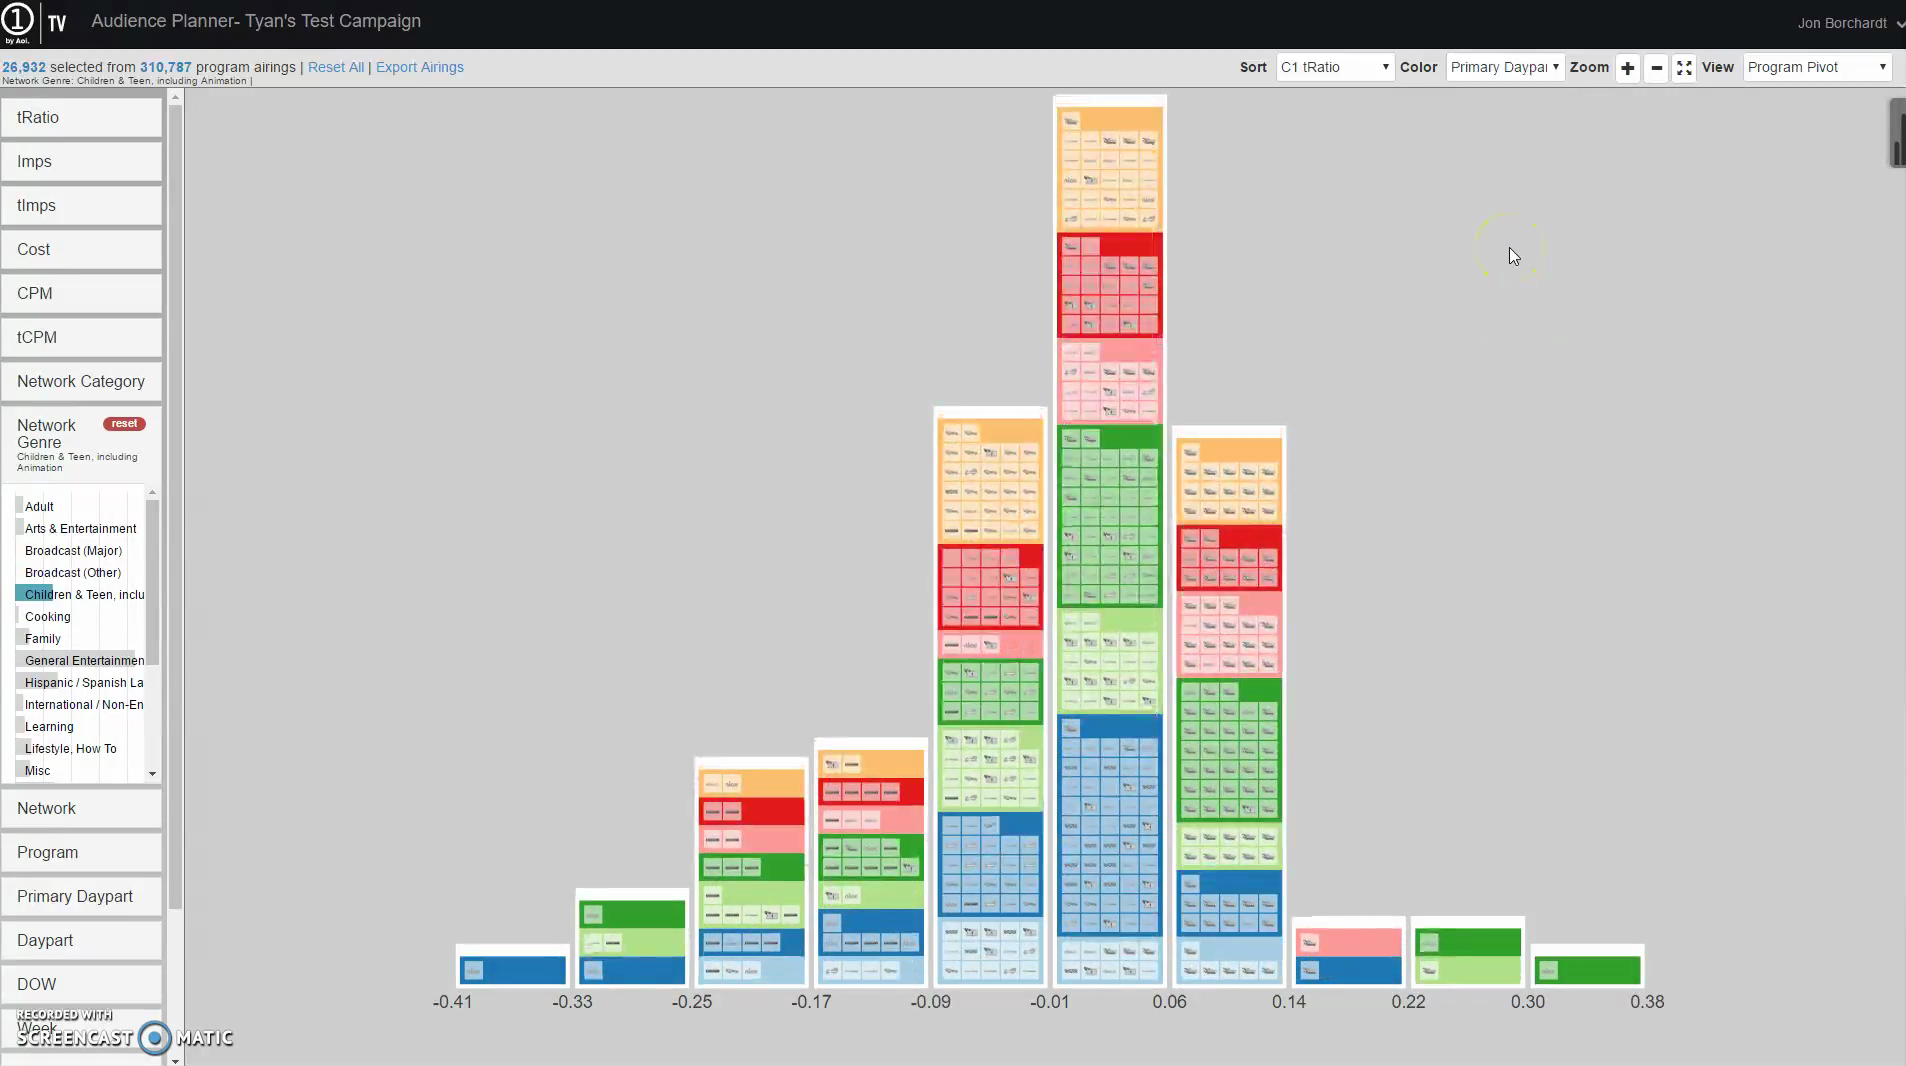 1 TV
by Aol.
Audience Planner- Tyan's Test Campaign
Jon Borchardt
26,932 selected from 310,787 program airings | Reset All | Export Airings
Network Genre: Children & Teen, including Animation |
Sort C1 tRatio Color Primary Daypar Zoom + − View Program Pivot
tRatio
Imps
tImps
Cost
CPM
tCPM
Network Category
Network Genre reset
Children & Teen, including Animation
Adult
Arts & Entertainment
Broadcast (Major)
Broadcast (Other)
Children & Teen, inclu
Cooking
Family
General Entertainmen
Hispanic / Spanish La
International / Non-En
Learning
Lifestyle, How To
Misc
Network
Program
Primary Daypart
Daypart
DOW
Week
RECORDED WITH
SCREENCAST MATIC
-0.41 -0.33 -0.25 -0.17 -0.09 -0.01 0.06 0.14 0.22 0.30 0.38